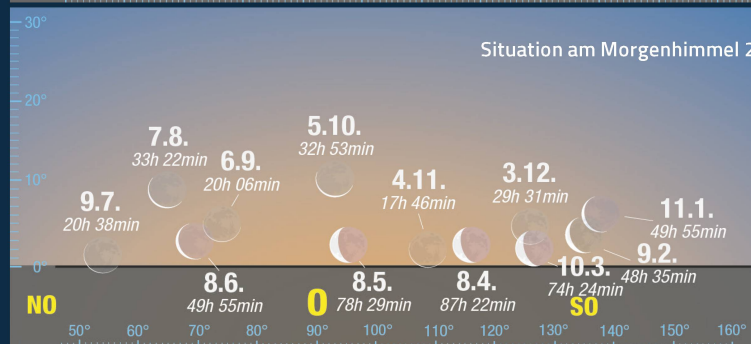 30°
Situation am Morgenhimmel 2
20°
5.10.
32h 53min
7.8.
33h 22min
6.9.
20h 06min
10°
3.12.
29h 31min
4.11.
17h 46min
9.7.
20h 38min
11.1.
49h 55min
9.2.
48h 35min
10.3.
74h 24min
0°
8.6.
49h 55min
8.5.
78h 29min
8.4.
87h 22min
NO
O
SO
50° 60° 70° 80° 90° 100° 110° 120° 130° 140° 150° 160°